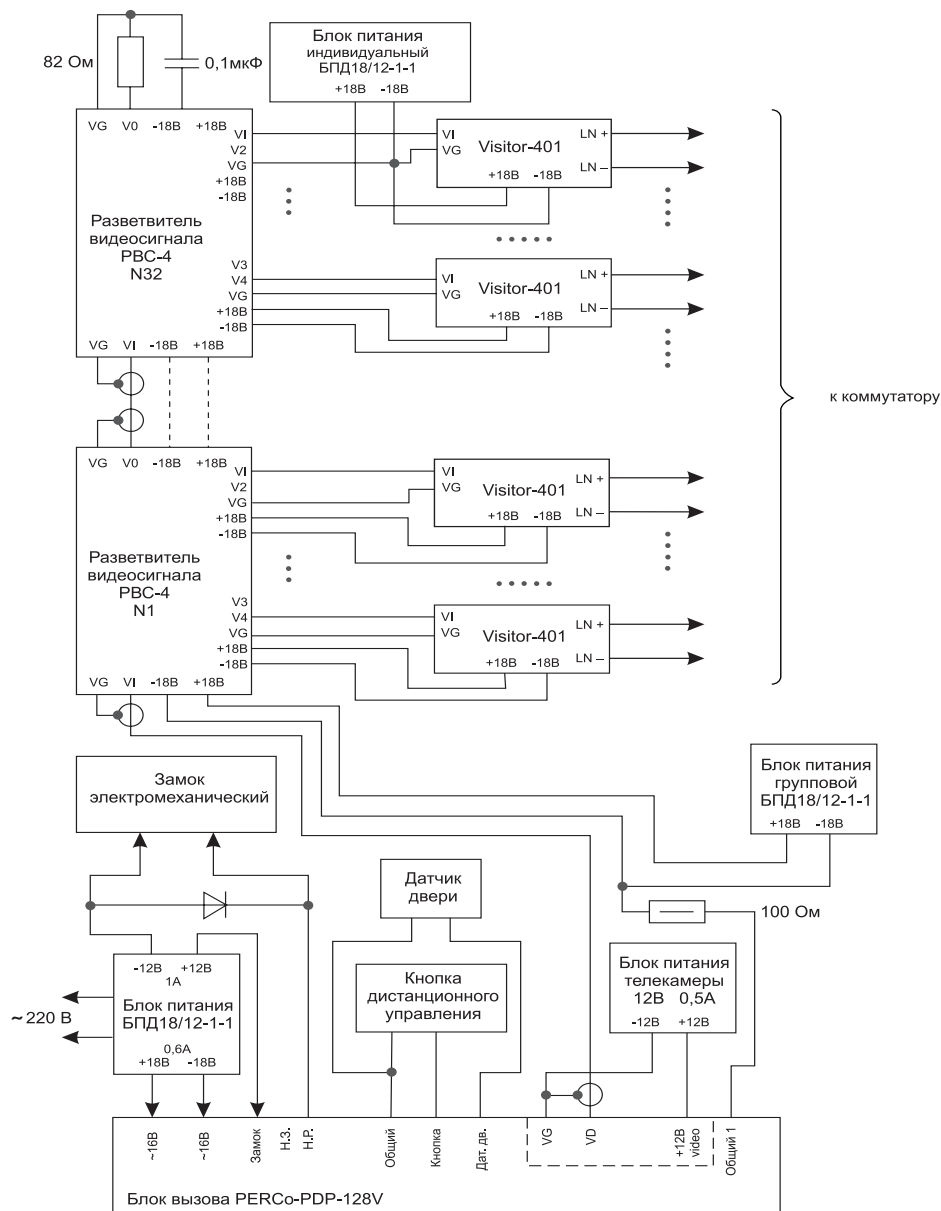 82 Ом
0,1мкФ
Блок питания
индивидуальный
БПД18/12-1-1
+18В -18В
VG V0 -18В +18В
VI
V2
VG
+18В
-18В
Разветвитель
видеосигнала
РВС-4
N32
V3
V4
VG
+18В
-18В
VG VI -18В +18В
VI
VG
Visitor-401
LN +
LN –
+18В -18В
VI
VG
Visitor-401
LN +
LN –
+18В -18В
к коммутатору
VG V0 -18В +18В
VI
V2
VG
+18В
-18В
Разветвитель
видеосигнала
РВС-4
N1
V3
V4
VG
+18В
-18В
VG VI -18В +18В
VI
VG
Visitor-401
LN +
LN –
+18В -18В
VI
VG
Visitor-401
LN +
LN –
+18В -18В
Замок
электромеханический
Блок питания
групповой
БПД18/12-1-1
+18В -18В
100 Ом
Датчик
двери
Кнопка
дистанционного
управления
Блок питания
телекамеры
12В 0,5А
-12В +12В
-12В +12В
1А
Блок питания
БПД18/12-1-1
0,6А
+18В -18В
~220 В
~16В
~16В
Замок
Н.З.
Н.Р.
Общий
Кнопка
Дат. дв.
VG
VD
+12В
video
Общий 1
Блок вызова PERCo-PDP-128V